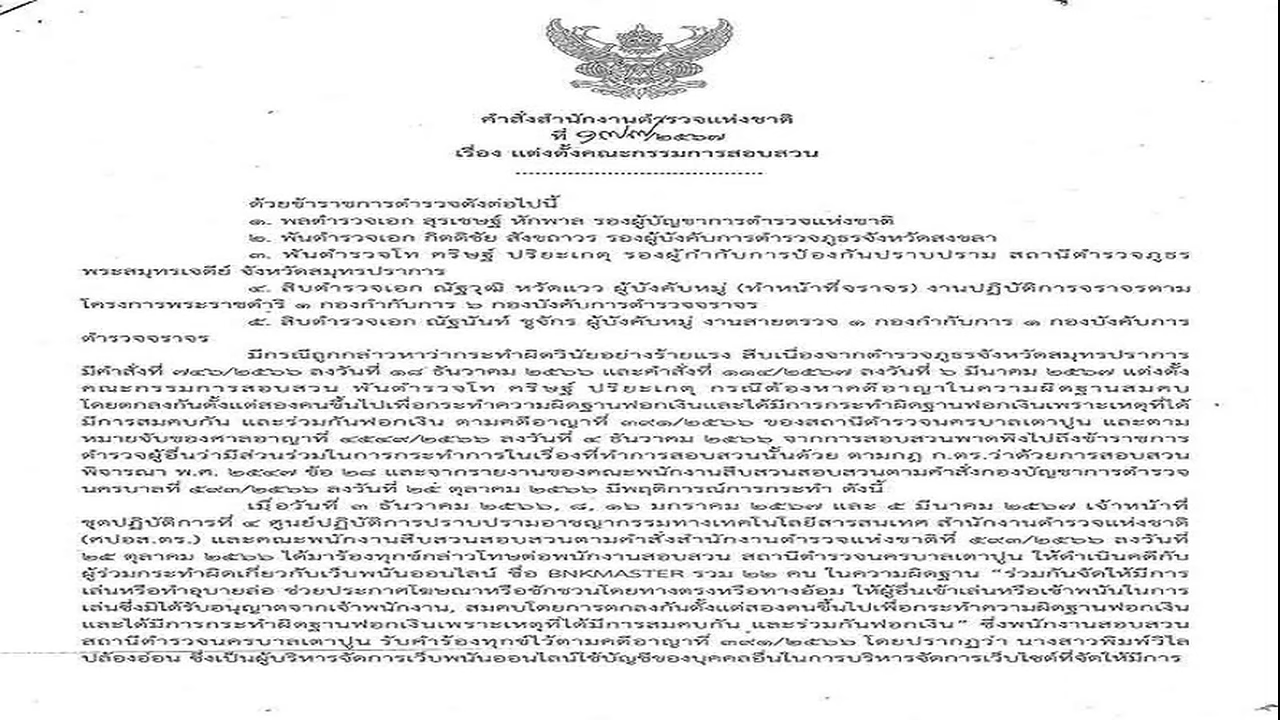 คำสั่งสำนักงานตำรวจแห่งชาติ
ที่ ๑๗๗/๒๕๖๗
เรื่อง แต่งตั้งคณะกรรมการสอบสวน
ด้วยข้าราชการตำรวจดังต่อไปนี้
๑. พลตำรวจเอก สุรเชษฐ์ หักพาล รองผู้บัญชาการตำรวจแห่งชาติ
๒. พันตำรวจเอก กิตติชัย สังขถาวร รองผู้บังคับการตำรวจภูธรจังหวัดสงขลา
๓. พันตำรวจโท คริษฐ์ ปริยะเกตุ รองผู้กำกับการป้องกันปราบปราม สถานีตำรวจภูธร
พระสมุทรเจดีย์ จังหวัดสมุทรปราการ
๔. สิบตำรวจเอก ณัฐวุฒิ หวัดแวว ผู้บังคับหมู่ (ทำหน้าที่จราจร) งานปฏิบัติการจราจรตาม
โครงการพระราชดำริ ๑ กองกำกับการ ๖ กองบังคับการตำรวจจราจร
๕. สิบตำรวจเอก ณัฐนันท์ ชูจักร ผู้บังคับหมู่ งานสายตรวจ ๑ กองกำกับการ ๑ กองบังคับการ
ตำรวจจราจร
มีกรณีถูกกล่าวหาว่ากระทำผิดวินัยอย่างร้ายแรง สืบเนื่องจากตำรวจภูธรจังหวัดสมุทรปราการ
มีคำสั่งที่ ๗๔๖/๒๕๖๖ ลงวันที่ ๑๘ ธันวาคม ๒๕๖๖ และคำสั่งที่ ๑๑๔/๒๕๖๗ ลงวันที่ ๖ มีนาคม ๒๕๖๗ แต่งตั้ง
คณะกรรมการสอบสวน พันตำรวจโท คริษฐ์ ปริยะเกตุ กรณีต้องหาคดีอาญาในความผิดฐานสมคบ
โดยตกลงกันตั้งแต่สองคนขึ้นไปเพื่อกระทำความผิดฐานฟอกเงินและได้มีการกระทำผิดฐานฟอกเงินเพราะเหตุที่ได้
มีการสมคบกัน และร่วมกันฟอกเงิน ตามคดีอาญาที่ ๓๙๑/๒๕๖๖ ของสถานีตำรวจนครบาลเตาปูน และตาม
หมายจับของศาลอาญาที่ ๔๕๔๙/๒๕๖๖ ลงวันที่ ๔ ธันวาคม ๒๕๖๖ จากการสอบสวนพาดพิงไปถึงข้าราชการ
ตำรวจผู้อื่นว่ามีส่วนร่วมในการกระทำการในเรื่องที่ทำการสอบสวนนั้นด้วย ตามกฎ ก.ตร.ว่าด้วยการสอบสวน
พิจารณา พ.ศ. ๒๕๔๗ ข้อ ๒๘ และจากรายงานของคณะพนักงานสืบสวนสอบสวนตามคำสั่งกองบัญชาการตำรวจ
นครบาลที่ ๕๙๓/๒๕๖๖ ลงวันที่ ๒๕ ตุลาคม ๒๕๖๖ มีพฤติการณ์การกระทำ ดังนี้
เมื่อวันที่ ๓ ธันวาคม ๒๕๖๖, ๘, ๑๖ มกราคม ๒๕๖๗ และ ๕ มีนาคม ๒๕๖๗ เจ้าหน้าที่
ชุดปฏิบัติการที่ ๔ ศูนย์ปฏิบัติการปราบปรามอาชญากรรมทางเทคโนโลยีสารสนเทศ สำนักงานตำรวจแห่งชาติ
(ศปอส.ตร.) และคณะพนักงานสืบสวนสอบสวนตามคำสั่งสำนักงานตำรวจแห่งชาติที่ ๕๙๓/๒๕๖๖ ลงวันที่
๒๕ ตุลาคม ๒๕๖๖ ได้มาร้องทุกข์กล่าวโทษต่อพนักงานสอบสวน สถานีตำรวจนครบาลเตาปูน ให้ดำเนินคดีกับ
ผู้ร่วมกระทำผิดเกี่ยวกับเว็บพนันออนไลน์ ชื่อ BNKMASTER รวม ๒๒ คน ในความผิดฐาน “ร่วมกันจัดให้มีการ
เล่นหรือทำอุบายล่อ ช่วยประกาศโฆษณาหรือชักชวนโดยทางตรงหรือทางอ้อม ให้ผู้อื่นเข้าเล่นหรือเข้าพนันในการ
เล่นซึ่งมิได้รับอนุญาตจากเจ้าพนักงาน, สมคบโดยการตกลงกันตั้งแต่สองคนขึ้นไปเพื่อกระทำความผิดฐานฟอกเงิน
และได้มีการกระทำผิดฐานฟอกเงินเพราะเหตุที่ได้มีการสมคบกัน และร่วมกันฟอกเงิน” ซึ่งพนักงานสอบสวน
สถานีตำรวจนครบาลเตาปูน รับคำร้องทุกข์ไว้ตามคดีอาญาที่ ๓๙๑/๒๕๖๖ โดยปรากฏว่า นางสาวพิมพ์วิไล
ปล้องอ่อน ซึ่งเป็นผู้บริหารจัดการเว็บพนันออนไลน์ใช้บัญชีของบุคคลอื่นในการบริหารจัดการเว็บไซต์ที่จัดให้มีการ